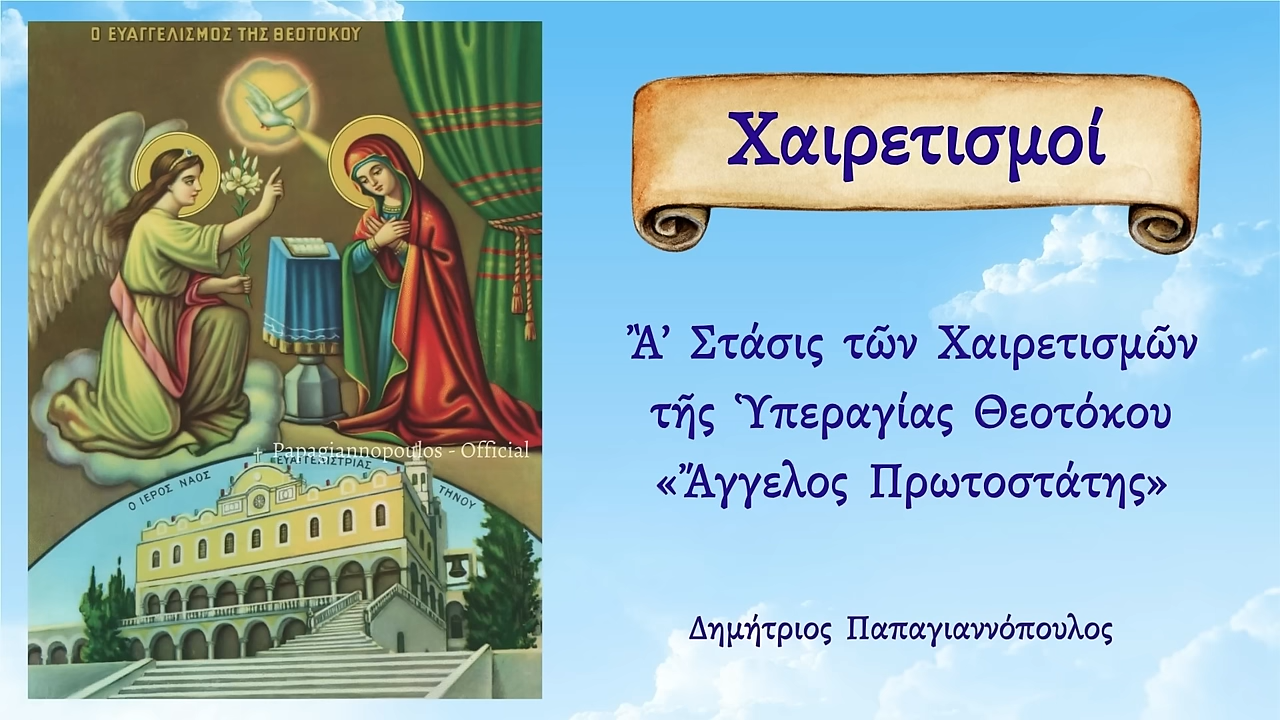 Ο ΕΥΑΓΓΕΛΙΣΜΟΣ ΤΗΣ ΘΕΟΤΟΚΟΥ
+ Papagiannopoulos - Official
Ο ΙΕΡΟΣ ΝΑΟΣ ΕΥΑΓΓΕΛΙΣΤΡΙΑΣ ΤΗΝΟΥ
Χαιρετισμοί
Ἂ’ Στάσις τῶν Χαιρετισμῶν
τῆς Ὑπεραγίας Θεοτόκου
«Ἄγγελος Πρωτοστάτης»
Δημήτριος Παπαγιαννόπουλος